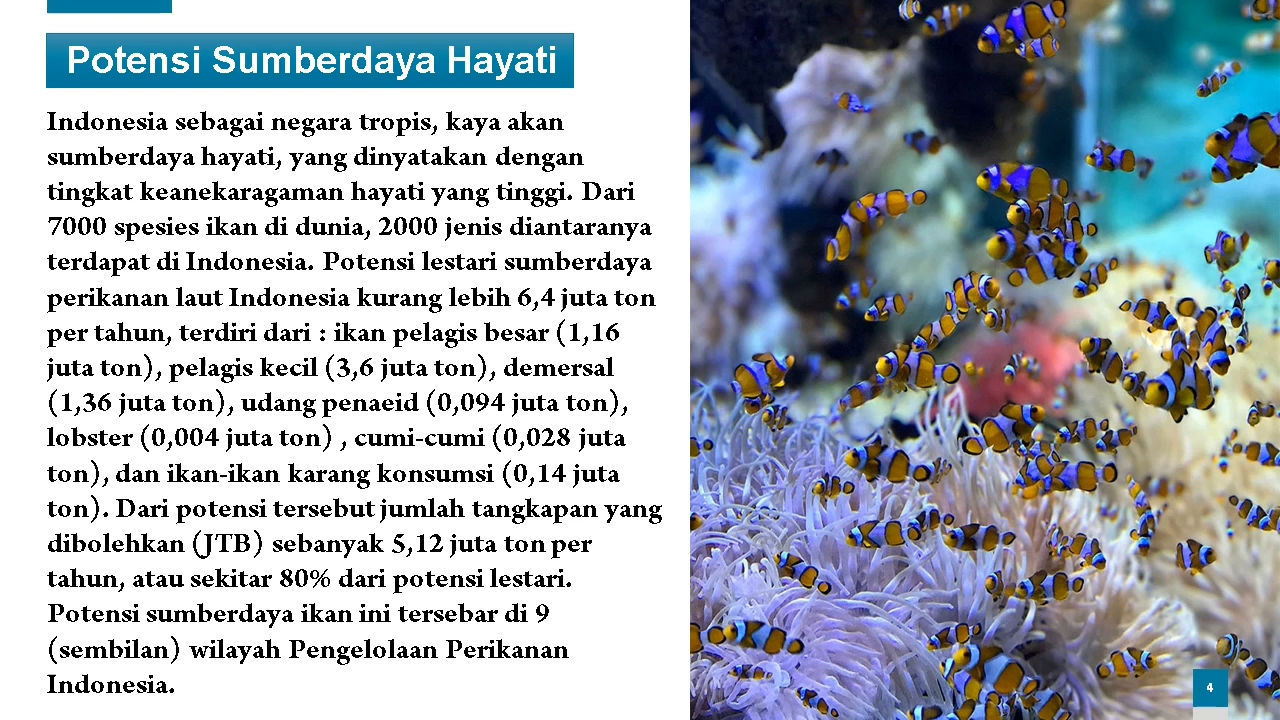 Potensi Sumberdaya Hayati
Indonesia sebagai negara tropis, kaya akan
sumberdaya hayati, yang dinyatakan dengan
tingkat keanekaragaman hayati yang tinggi. Dari
7000 spesies ikan di dunia, 2000 jenis diantaranya
terdapat di Indonesia. Potensi lestari sumberdaya
perikanan laut Indonesia kurang lebih 6,4 juta ton
per tahun, terdiri dari : ikan pelagis besar (1,16
juta ton), pelagis kecil (3,6 juta ton), demersal
(1,36 juta ton), udang penaeid (0,094 juta ton),
lobster (0,004 juta ton) , cumi-cumi (0,028 juta
ton), dan ikan-ikan karang konsumsi (0,14 juta
ton). Dari potensi tersebut jumlah tangkapan yang
dibolehkan (JTB) sebanyak 5,12 juta ton per
tahun, atau sekitar 80% dari potensi lestari.
Potensi sumberdaya ikan ini tersebar di 9
(sembilan) wilayah Pengelolaan Perikanan
Indonesia.
4